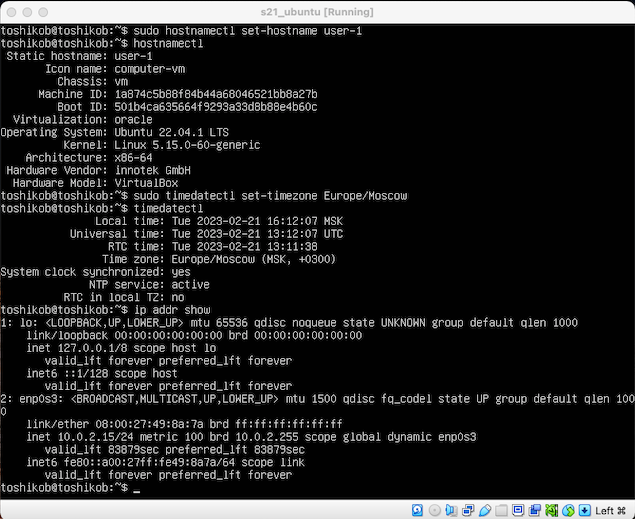 s21_ubuntu [Running]
toshikob@toshikob:~$ sudo hostnamectl set-hostname user-1
toshikob@toshikob:~$ hostnamectl
Static hostname: user-1
Icon name: computer-vm
Chassis: vm
Machine ID: 1a874c5b88f84b44a68046521bb8a27b
Boot ID: 501b4ca635664f9293a33d8b88e4b60c
Virtualization: oracle
Operating System: Ubuntu 22.04.1 LTS
Kernel: Linux 5.15.0-60-generic
Architecture: x86-64
Hardware Vendor: innotek GmbH
Hardware Model: VirtualBox
toshikob@toshikob:~$ sudo timedatectl set-timezone Europe/Moscow
toshikob@toshikob:~$ timedatectl
Local time: Tue 2023-02-21 16:12:07 MSK
Universal time: Tue 2023-02-21 13:12:07 UTC
RTC time: Tue 2023-02-21 13:11:38
Time zone: Europe/Moscow (MSK, +0300)
System clock synchronized: yes
NTP service: active
RTC in local TZ: no
toshikob@toshikob:~$ ip addr show
1: lo: <LOOPBACK,UP,LOWER_UP> mtu 65536 qdisc noqueue state UNKNOWN group default qlen 1000
link/loopback 00:00:00:00:00:00 brd 00:00:00:00:00:00
inet 127.0.0.1/8 scope host lo
valid_lft forever preferred_lft forever
inet6 ::1/128 scope host
valid_lft forever preferred_lft forever
2: enp0s3: <BROADCAST,MULTICAST,UP,LOWER_UP> mtu 1500 qdisc fq_codel state UP group default qlen 100
0
link/ether 08:00:27:49:8a:7a brd ff:ff:ff:ff:ff:ff
inet 10.0.2.15/24 metric 100 brd 10.0.2.255 scope global dynamic enp0s3
valid_lft 83879sec preferred_lft 83879sec
inet6 fe80::a00:27ff:fe49:8a7a/64 scope link
valid_lft forever preferred_lft forever
toshikob@toshikob:~$ _
Left ⌘